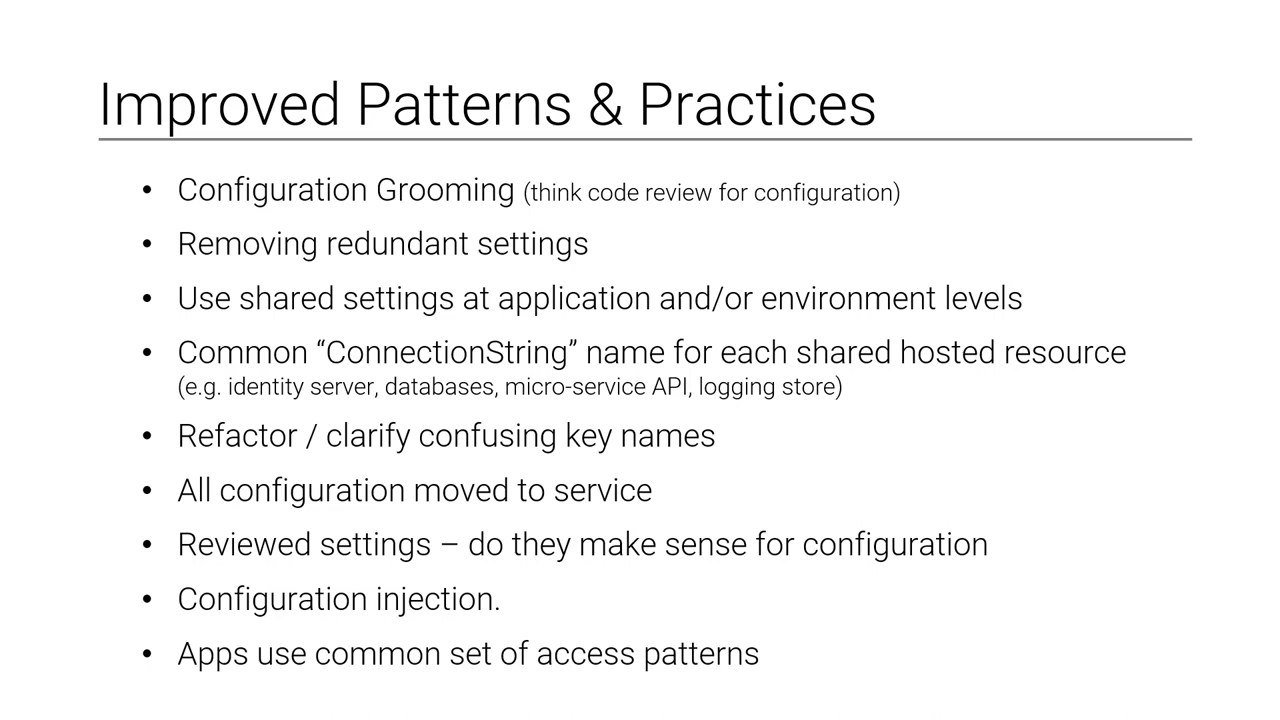 Improved Patterns & Practices
• Configuration Grooming (think code review for configuration)
• Removing redundant settings
• Use shared settings at application and/or environment levels
• Common “ConnectionString” name for each shared hosted resource
(e.g. identity server, databases, micro-service API, logging store)
• Refactor / clarify confusing key names
• All configuration moved to service
• Reviewed settings – do they make sense for configuration
• Configuration injection.
• Apps use common set of access patterns